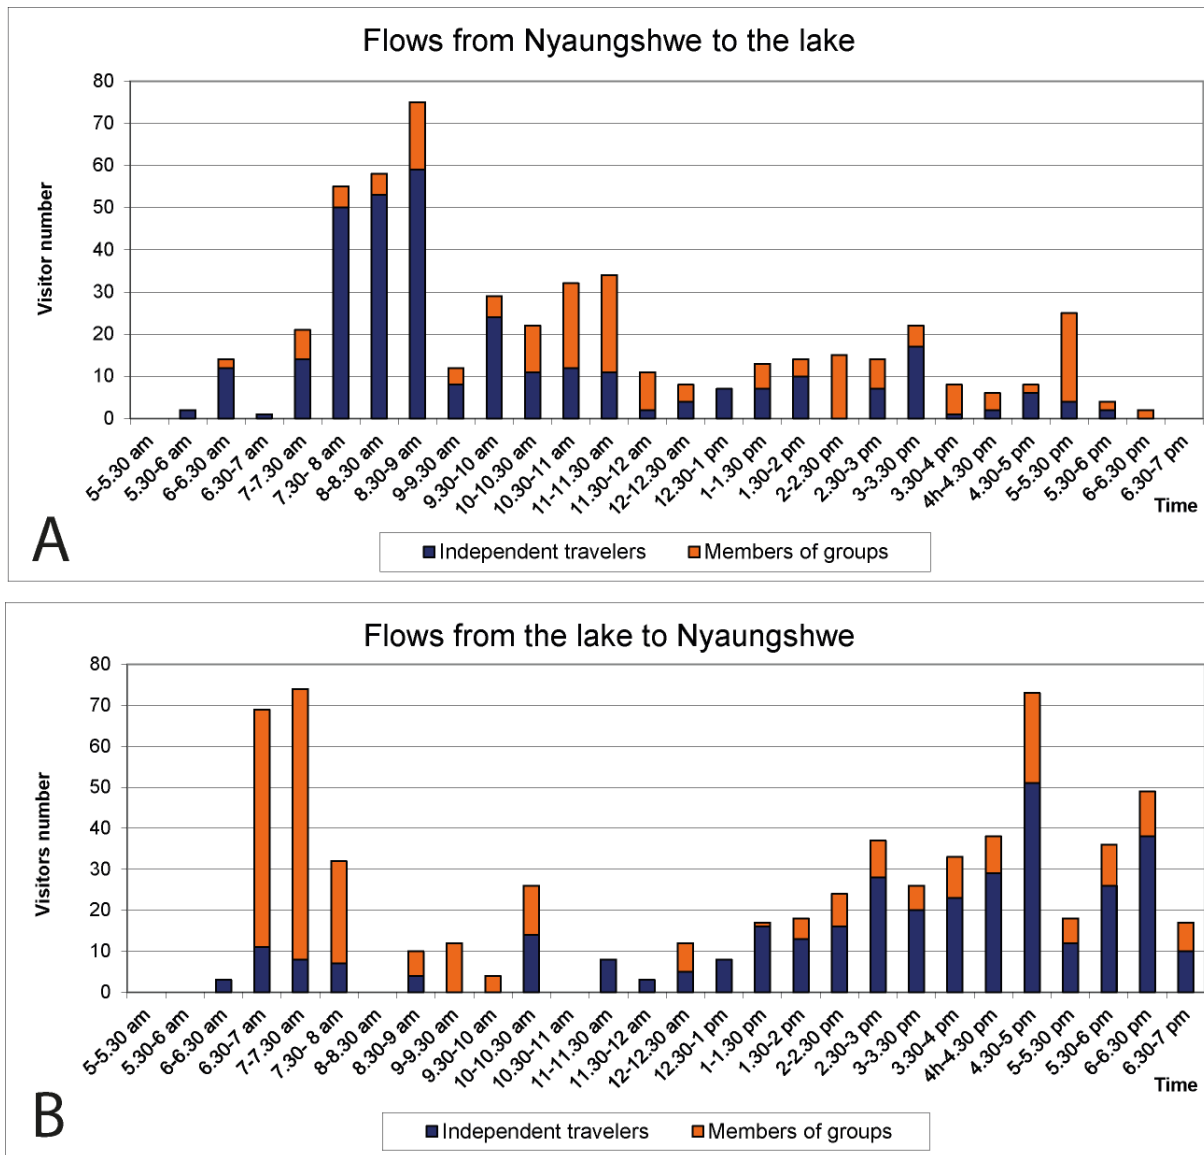 Flows from Nyaungshwe to the lake
80
70
60
50
40
30
20
10
0
Visitor number
5-5.30 am
5.30-6 am
6-6.30 am
6.30-7 am
7-7.30 am
7.30- 8 am
8-8.30 am
8.30-9 am
9-9.30 am
9.30-10 am
10-10.30 am
10.30-11 am
11-11.30 am
11.30-12 am
12-12.30 am
12.30-1 pm
1-1.30 pm
1.30-2 pm
2-2.30 pm
2.30-3 pm
3-3.30 pm
3.30-4 pm
4h-4.30 pm
4.30-5 pm
5-5.30 pm
5.30-6 pm
6-6.30 pm
6.30-7 pm
Time
A
Independent travelers Members of groups
Flows from the lake to Nyaungshwe
80
70
60
50
40
30
20
10
0
Visitors number
5-5.30 am
5.30-6 am
6-6.30 am
6.30-7 am
7-7.30 am
7.30- 8 am
8-8.30 am
8.30-9 am
9-9.30 am
9.30-10 am
10-10.30 am
10.30-11 am
11-11.30 am
11.30-12 am
12-12.30 am
12.30-1 pm
1-1.30 pm
1.30-2 pm
2-2.30 pm
2.30-3 pm
3-3.30 pm
3.30-4 pm
4h-4.30 pm
4.30-5 pm
5-5.30 pm
5.30-6 pm
6-6.30 pm
6.30-7 pm
Time
B
Independent travelers Members of groups